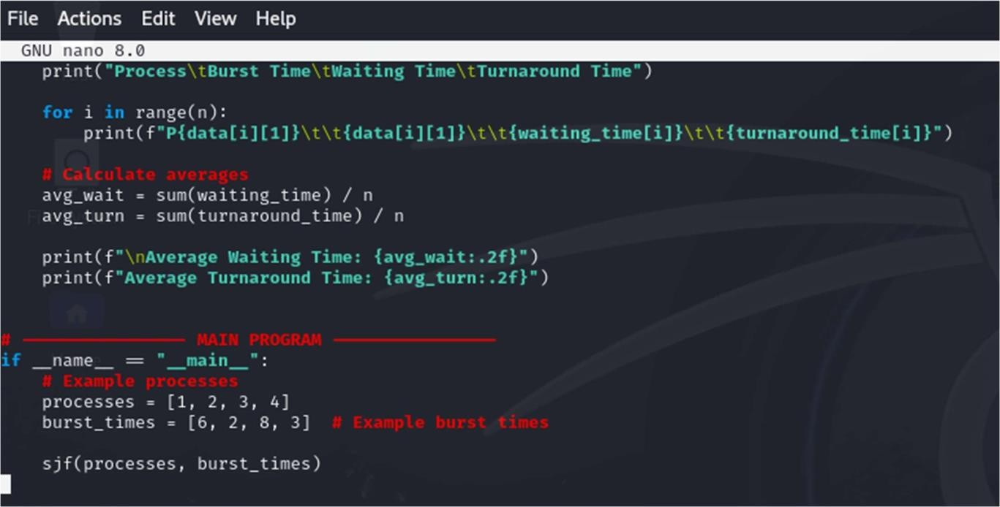 File Actions Edit View Help
GNU nano 8.0
    print("Process\tBurst Time\tWaiting Time\tTurnaround Time")

    for i in range(n):
        print(f"P{data[i][1]}\t\t{data[i][1]}\t\t{waiting_time[i]}\t\t{turnaround_time[i]}")

    # Calculate averages
    avg_wait = sum(waiting_time) / n
    avg_turn = sum(turnaround_time) / n

    print(f"\nAverage Waiting Time: {avg_wait:.2f}")
    print(f"Average Turnaround Time: {avg_turn:.2f}")


# ---------------- MAIN PROGRAM ----------------
if __name__ == "__main__":
    # Example processes
    processes = [1, 2, 3, 4]
    burst_times = [6, 2, 8, 3]  # Example burst times

    sjf(processes, burst_times)